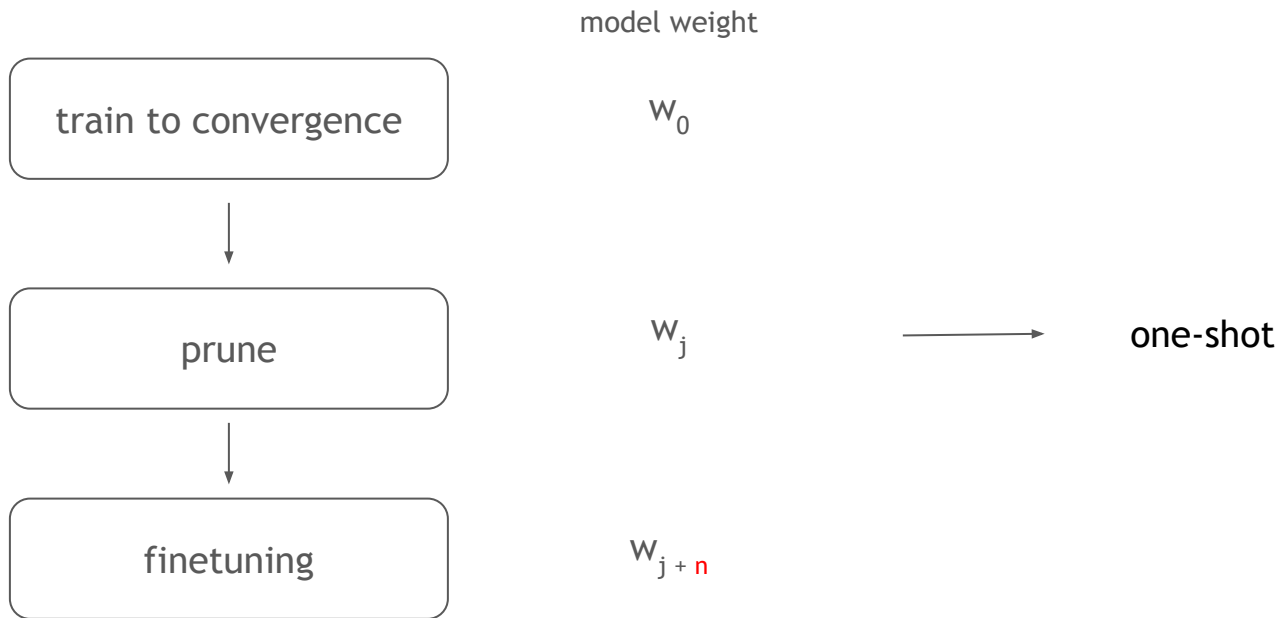 model weight
train to convergence w₀
prune wⱼ one-shot
finetuning wⱼ ₊ ₙ